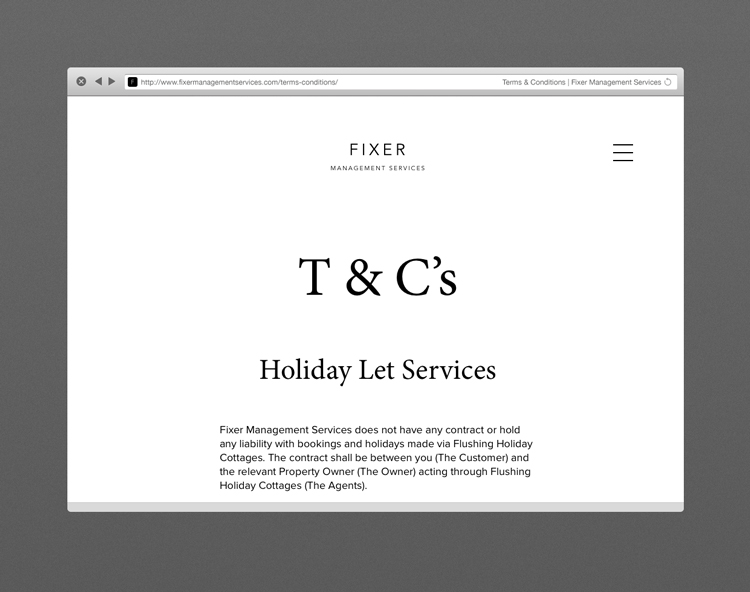 F
http://www.fixermanagementservices.com/terms-conditions/
Terms & Conditions | Fixer Management Services
FIXER
MANAGEMENT SERVICES
T & C’s
Holiday Let Services
Fixer Management Services does not have any contract or hold
any liability with bookings and holidays made via Flushing Holiday
Cottages. The contract shall be between you (The Customer) and
the relevant Property Owner (The Owner) acting through Flushing
Holiday Cottages (The Agents).